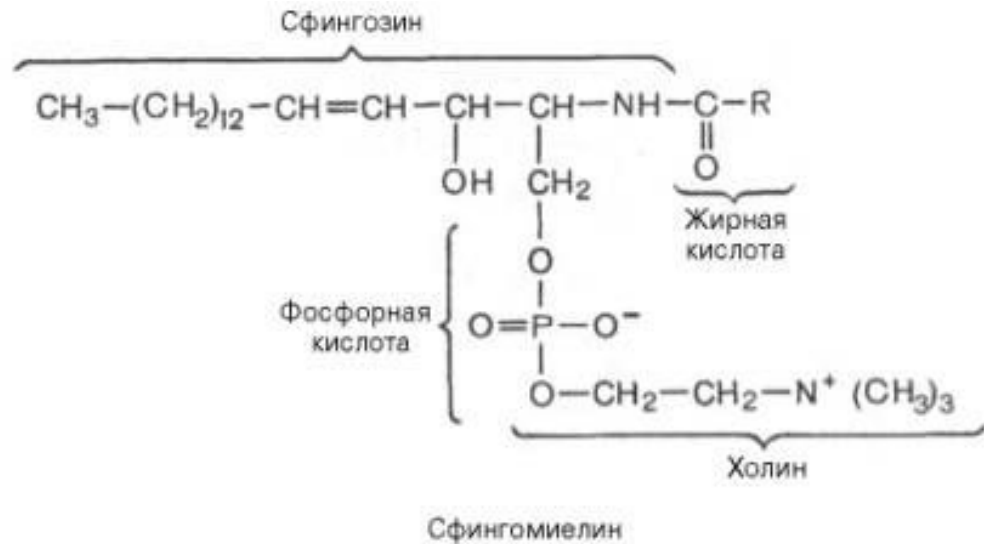 Сфингозин
CH₃—(CH₂)₁₂—CH=CH—CH—CH—NH—C—R
OH CH₂ O
Жирная
кислота
O
Фосфорная
кислота
O=P—O⁻
O—CH₂—CH₂—N⁺ (CH₃)₃
Холин
Сфингомиелин